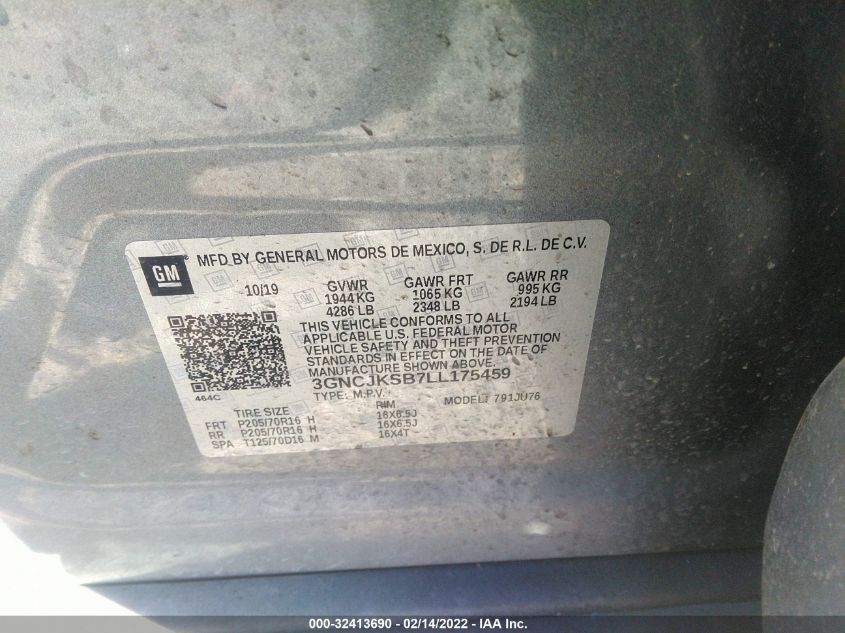 GM
MFD BY GENERAL MOTORS DE MEXICO, S. DE R.L. DE C.V.
10/19 GVWR GAWR FRT GAWR RR
1944 KG 1065 KG 995 KG
4286 LB 2348 LB 2194 LB
THIS VEHICLE CONFORMS TO ALL
APPLICABLE U.S. FEDERAL MOTOR
VEHICLE SAFETY AND THEFT PREVENTION
STANDARDS IN EFFECT ON THE DATE OF
MANUFACTURE SHOWN ABOVE.
3GNCJKSB7LL175459
TYPE: M.P.V. MODEL: 791JU76
464C
TIRE SIZE RIM
FRT P205/70R16 H 16X6.5J
RR P205/70R16 H 16X6.5J
SPA T125/70D16 M 16X4T
000-32413690 - 02/14/2022 - IAA Inc.